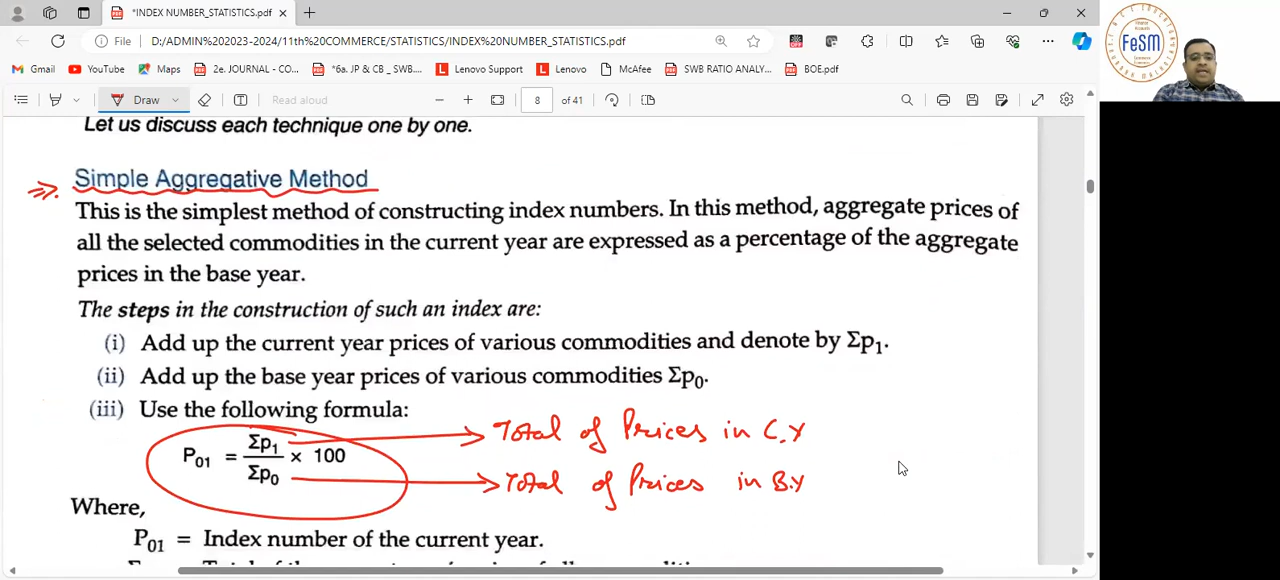 *INDEX NUMBER_STATISTICS.pdf
File D:/ADMIN%202023-2024/11th%20COMMERCE/STATISTICS/INDEX%20NUMBER_STATISTICS.pdf
Gmail YouTube Maps 2e. JOURNAL - CO... *6a. JP & CB _ SWB.... Lenovo Support Lenovo McAfee SWB RATIO ANALY... BOE.pdf
Draw Read aloud 8 of 41
Let us discuss each technique one by one.
Simple Aggregative Method
This is the simplest method of constructing index numbers. In this method, aggregate prices of
all the selected commodities in the current year are expressed as a percentage of the aggregate
prices in the base year.
The steps in the construction of such an index are:
(i) Add up the current year prices of various commodities and denote by Σp₁.
(ii) Add up the base year prices of various commodities Σp₀.
(iii) Use the following formula:
P₀₁ = Σp₁ / Σp₀ × 100
Total of Prices in C.Y
Total of Prices in B.Y
Where,
P₀₁ = Index number of the current year.
FeSM